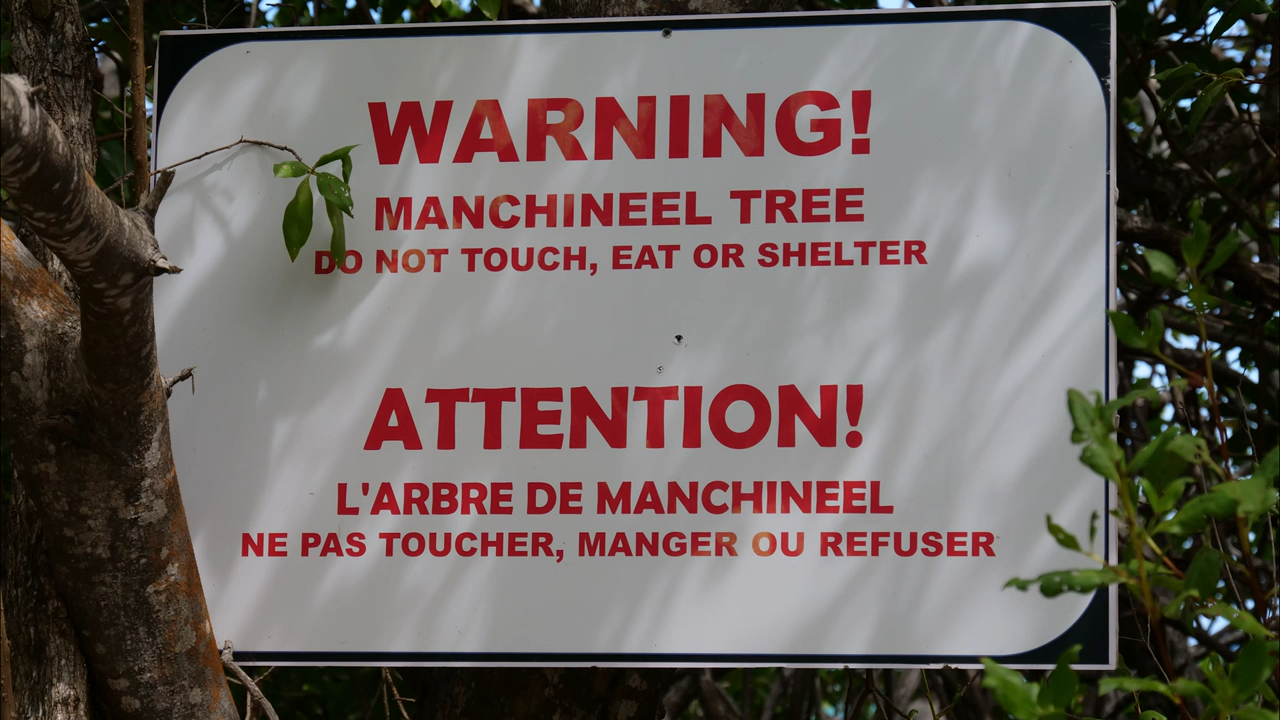 WARNING!
MANCHINEEL TREE
DO NOT TOUCH, EAT OR SHELTER
ATTENTION!
L'ARBRE DE MANCHINEEL
NE PAS TOUCHER, MANGER OU REFUSER